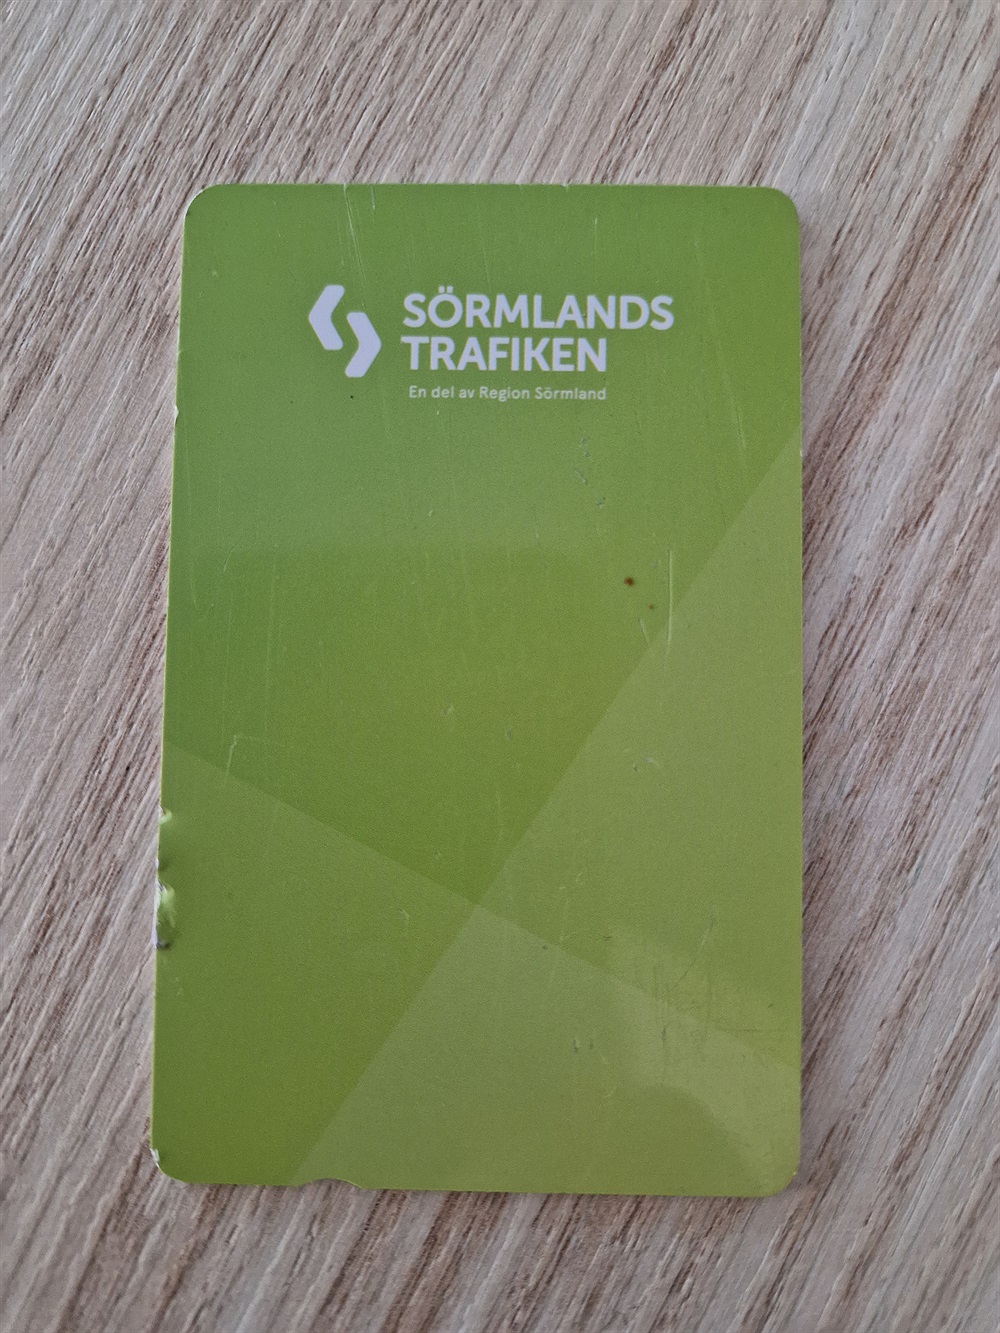 SÖRMLANDS
TRAFIKEN
En del av Region Sörmland